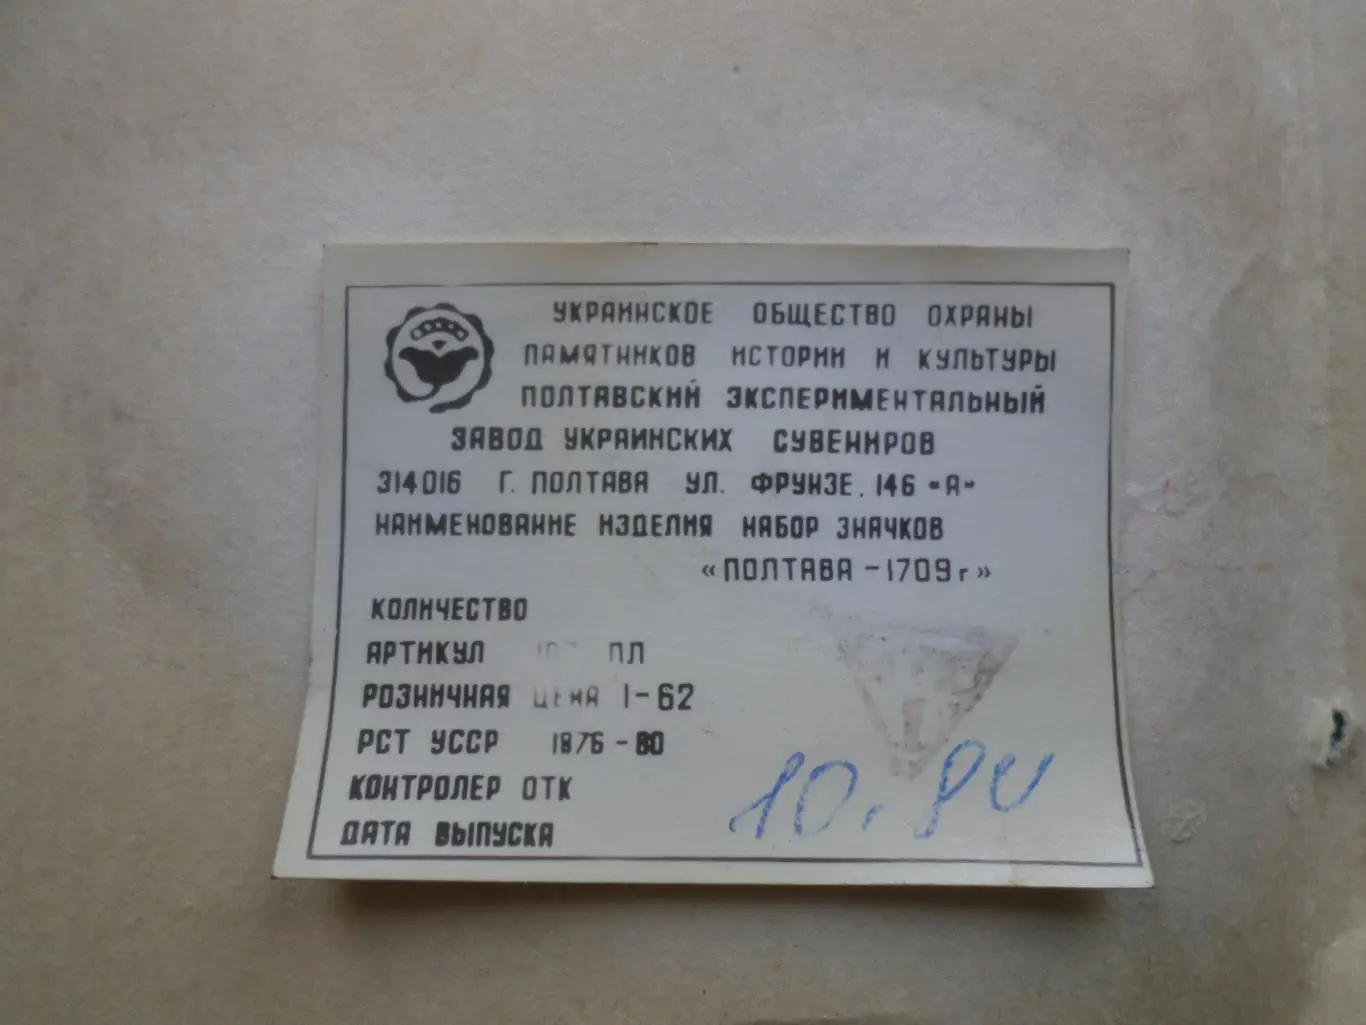 УКРАИНСКОЕ ОБЩЕСТВО ОХРАНЫ
ПАМЯТНИКОВ ИСТОРИИ И КУЛЬТУРЫ
ПОЛТАВСКИЙ ЭКСПЕРИМЕНТАЛЬНЫЙ
ЗАВОД УКРАИНСКИХ СУВЕНИРОВ
314016 Г. ПОЛТАВА УЛ. ФРУНЗЕ, 146 «А»
НАИМЕНОВАНИЕ ИЗДЕЛИЯ НАБОР ЗНАЧКОВ
«ПОЛТАВА - 1709 г»
КОЛИЧЕСТВО
АРТИКУЛ ПЛ
РОЗНИЧНАЯ ЦЕНА 1-62
РСТ УССР 1876-80
КОНТРОЛЕР ОТК
ДАТА ВЫПУСКА